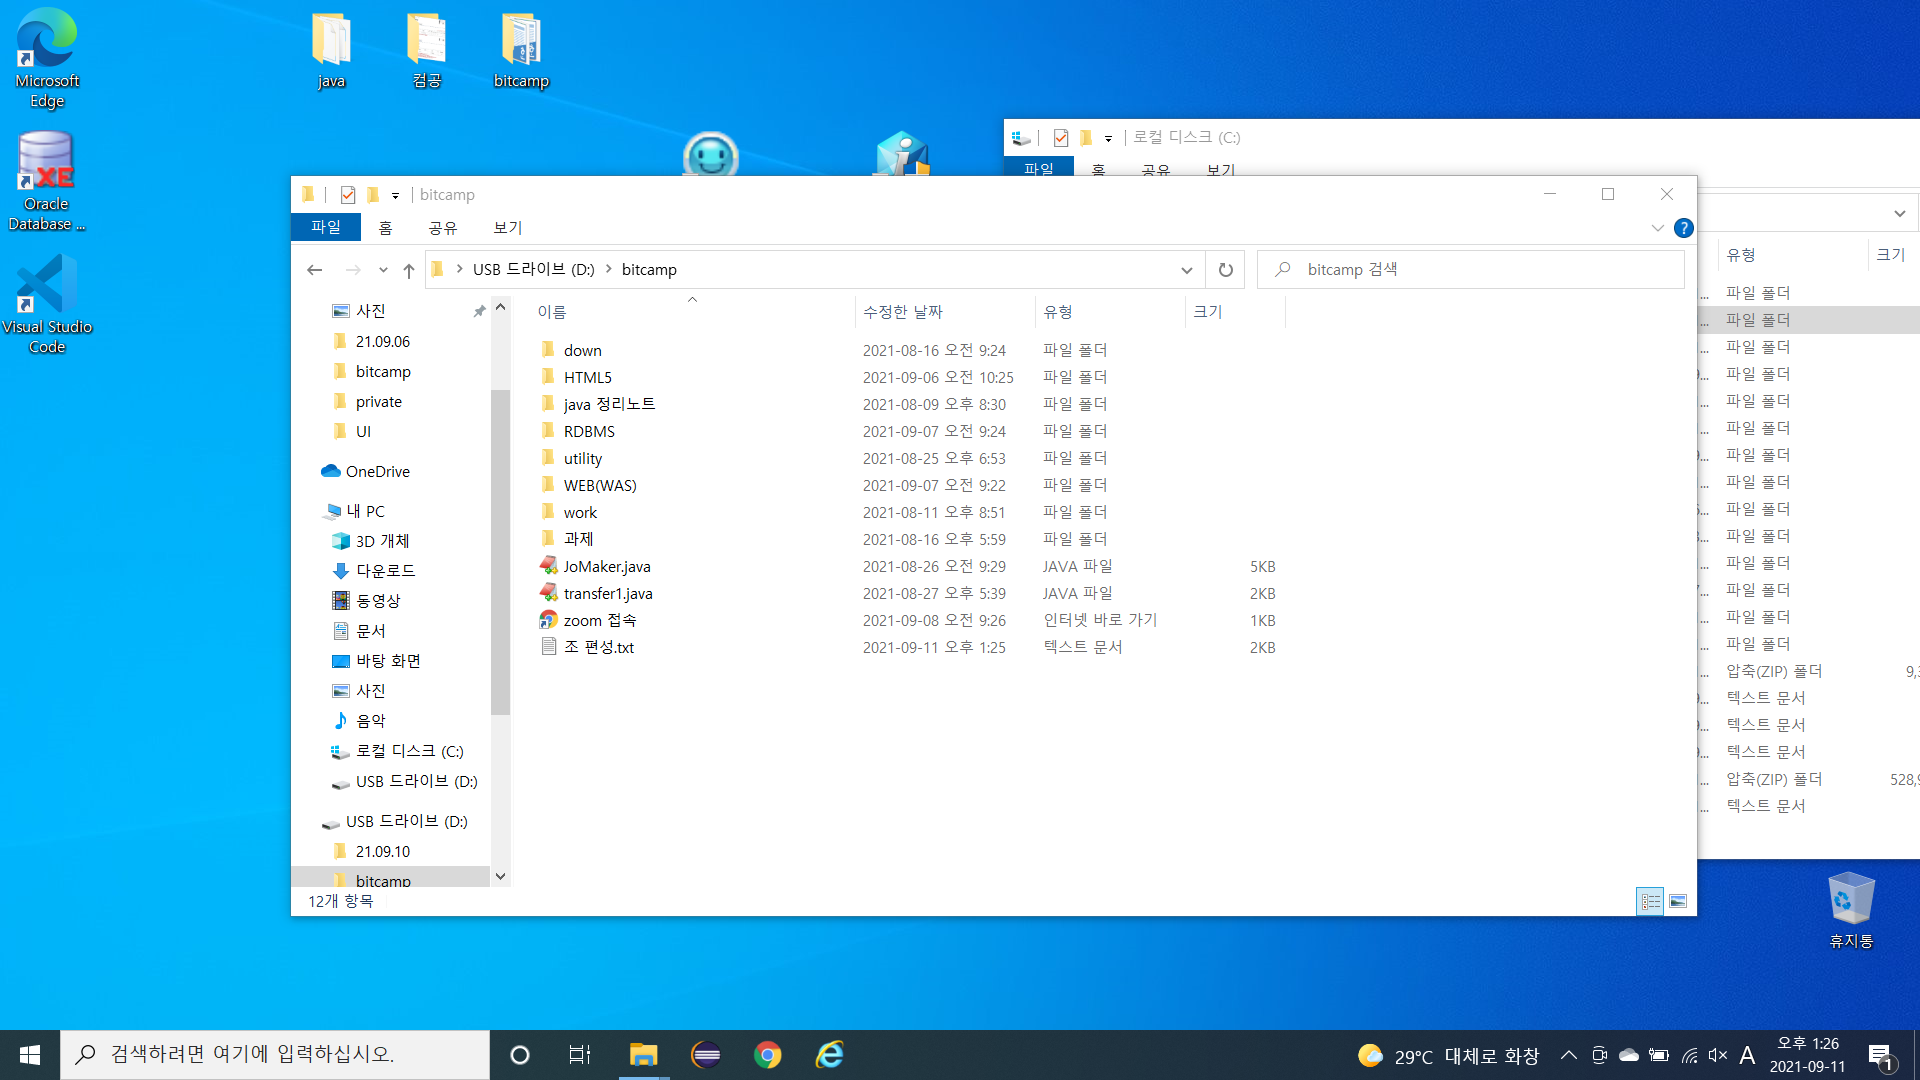 Microsoft
Edge
Oracle
Database ...
Visual Studio
Code
java
컴공
bitcamp
로컬 디스크 (C:)
파일 홈 공유 보기
유형 크기
파일 폴더
파일 폴더
파일 폴더
파일 폴더
파일 폴더
파일 폴더
파일 폴더
파일 폴더
파일 폴더
파일 폴더
파일 폴더
파일 폴더
파일 폴더
파일 폴더
압축(ZIP) 폴더
텍스트 문서
텍스트 문서
텍스트 문서
압축(ZIP) 폴더 528,9
텍스트 문서
bitcamp
파일 홈 공유 보기
USB 드라이브 (D:) bitcamp
bitcamp 검색
사진
21.09.06
bitcamp
private
UI
OneDrive
내 PC
3D 개체
다운로드
동영상
문서
바탕 화면
사진
음악
로컬 디스크 (C:)
USB 드라이브 (D:)
USB 드라이브 (D:)
21.09.10
bitcamp
이름 수정한 날짜 유형 크기
down 2021-08-16 오전 9:24 파일 폴더
HTML5 2021-09-06 오전 10:25 파일 폴더
java 정리노트 2021-08-09 오후 8:30 파일 폴더
RDBMS 2021-09-07 오전 9:24 파일 폴더
utility 2021-08-25 오후 6:53 파일 폴더
WEB(WAS) 2021-09-07 오전 9:22 파일 폴더
work 2021-08-11 오후 8:51 파일 폴더
과제 2021-08-16 오후 5:59 파일 폴더
JoMaker.java 2021-08-26 오전 9:29 JAVA 파일 5KB
transfer1.java 2021-08-27 오후 5:39 JAVA 파일 2KB
zoom 접속 2021-09-08 오전 9:26 인터넷 바로 가기 1KB
조 편성.txt 2021-09-11 오후 1:25 텍스트 문서 2KB
12개 항목
휴지통
검색하려면 여기에 입력하십시오.
29°C 대체로 화창
A
오후 1:26
2021-09-11
1